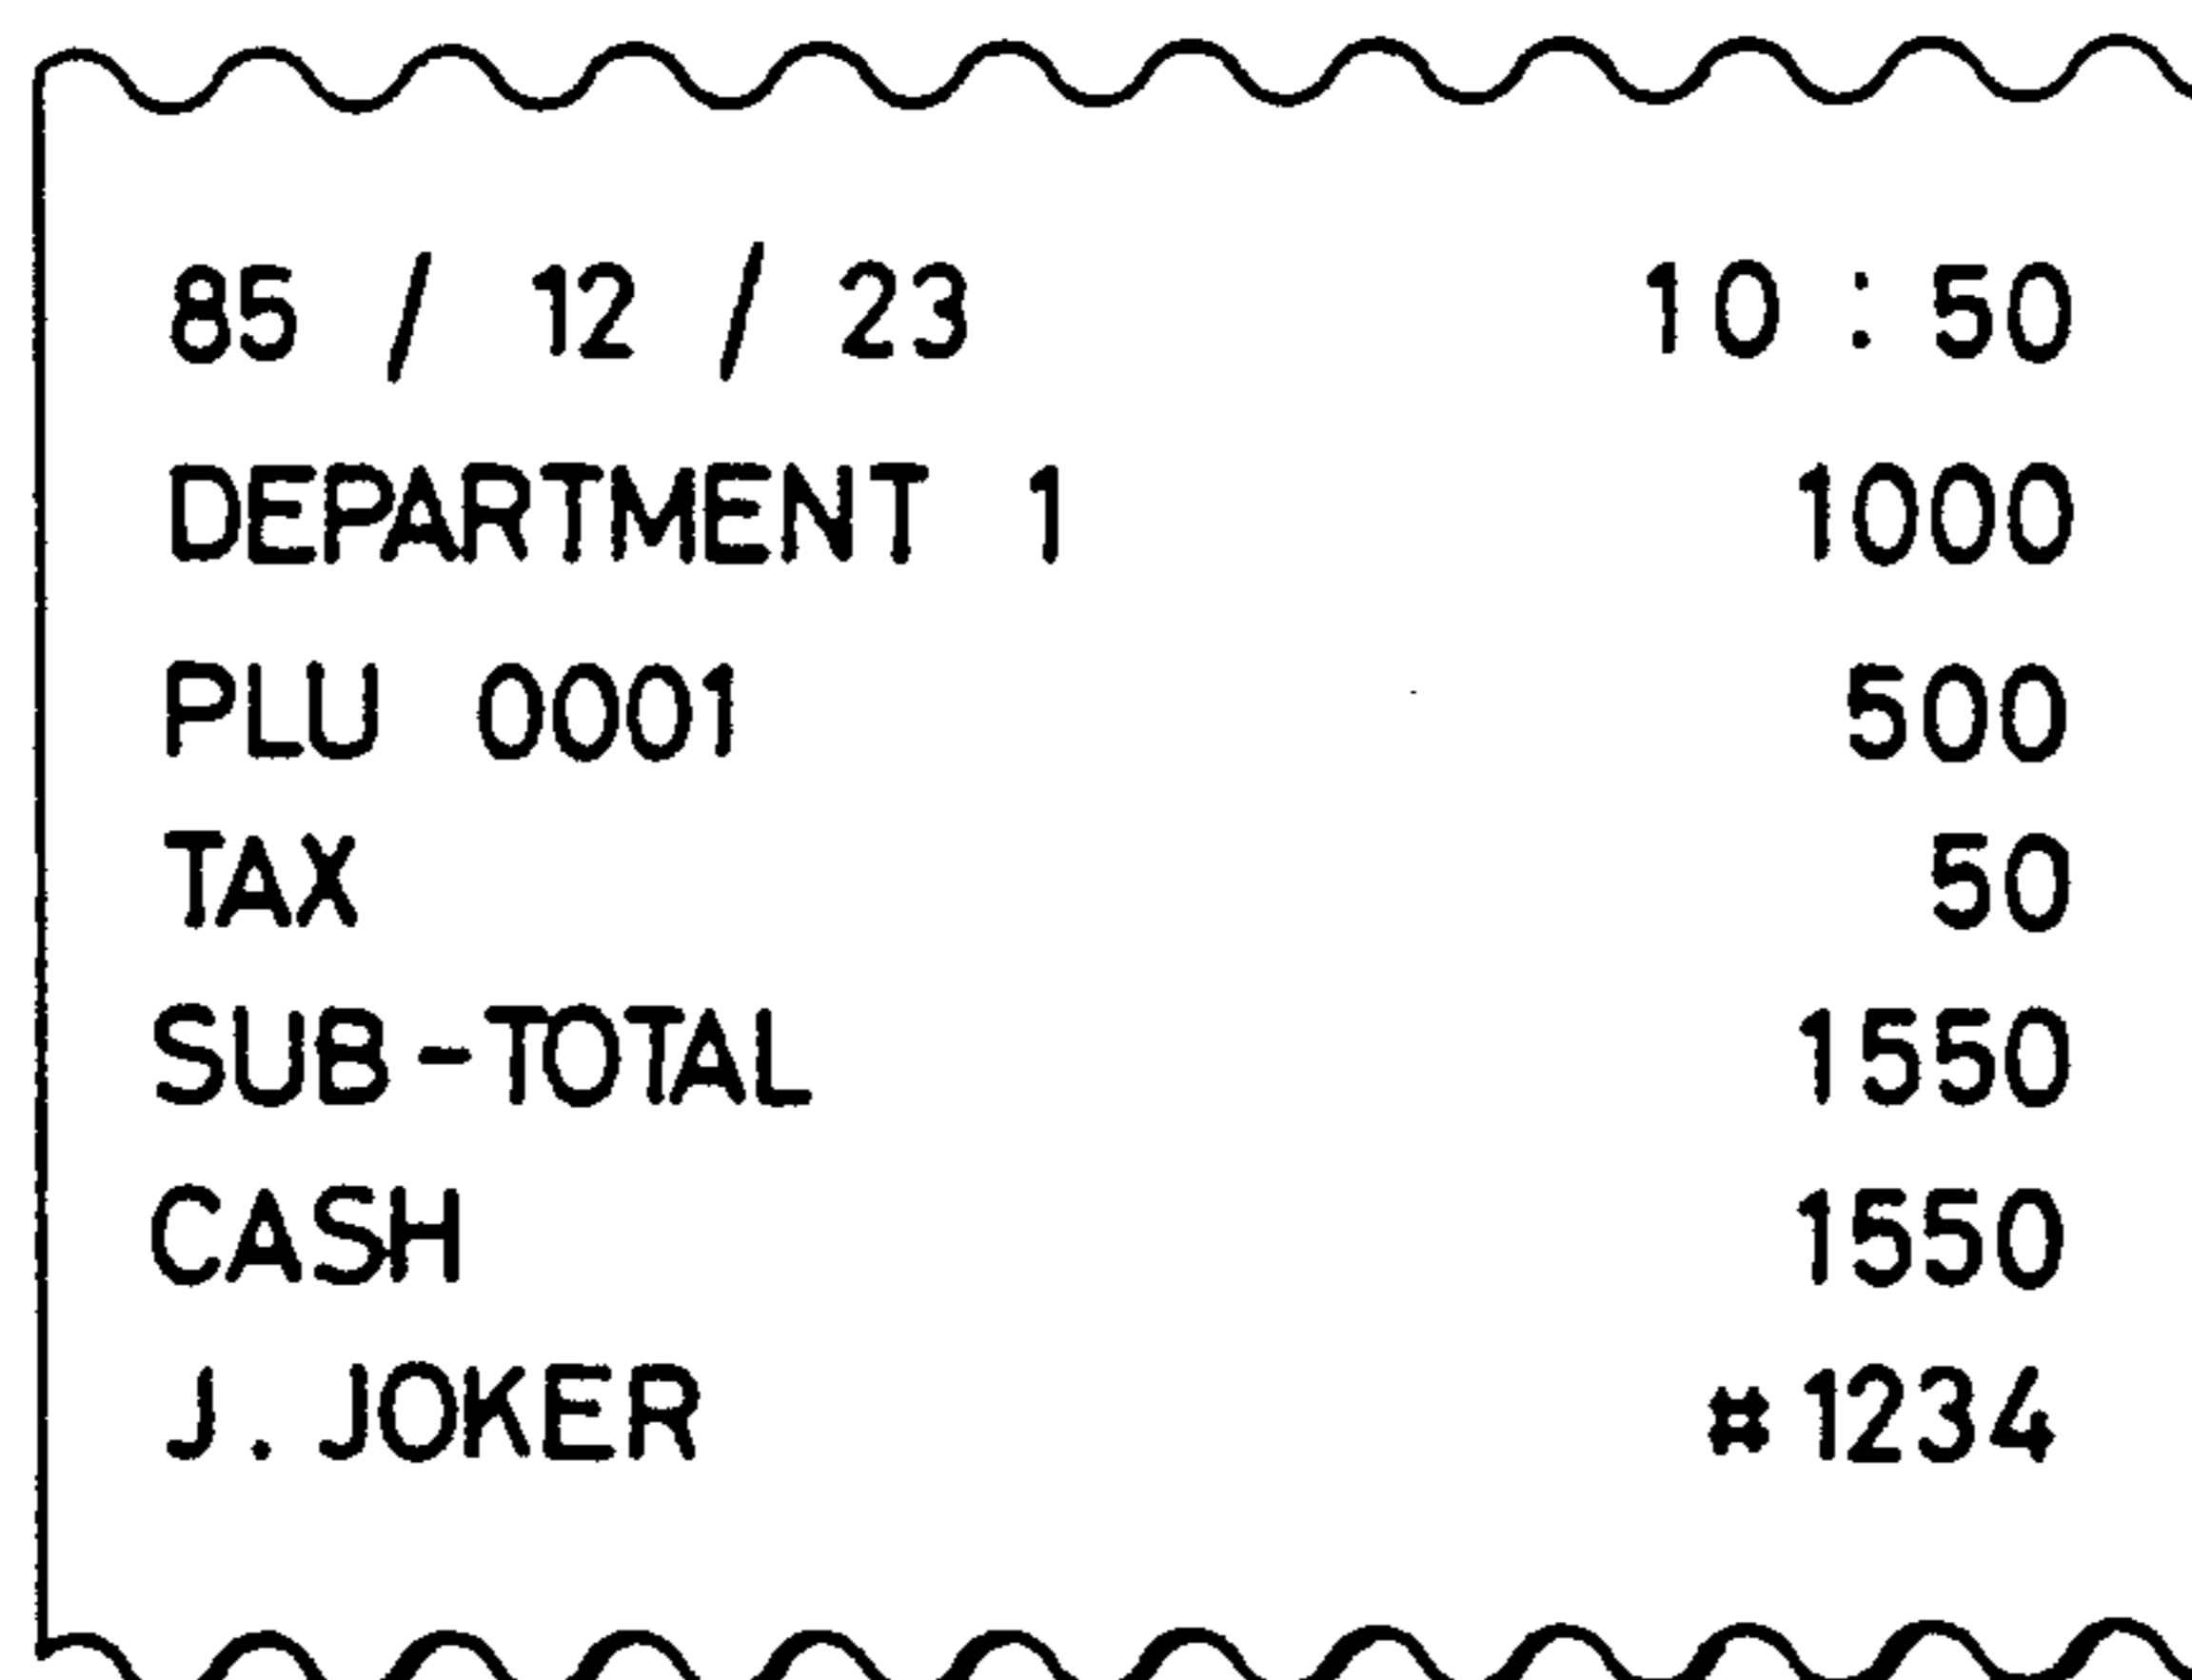 85 / 12 / 23 10 : 50
DEPARTMENT 1 1000
PLU 0001 500
TAX 50
SUB-TOTAL 1550
CASH 1550
J. JOKER #1234